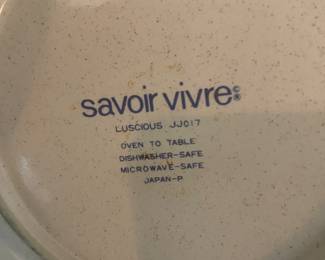 savoir vivre©®
LUSCIOUS JJ017
OVEN TO TABLE
DISHWASHER-SAFE
MICROWAVE-SAFE
JAPAN-P